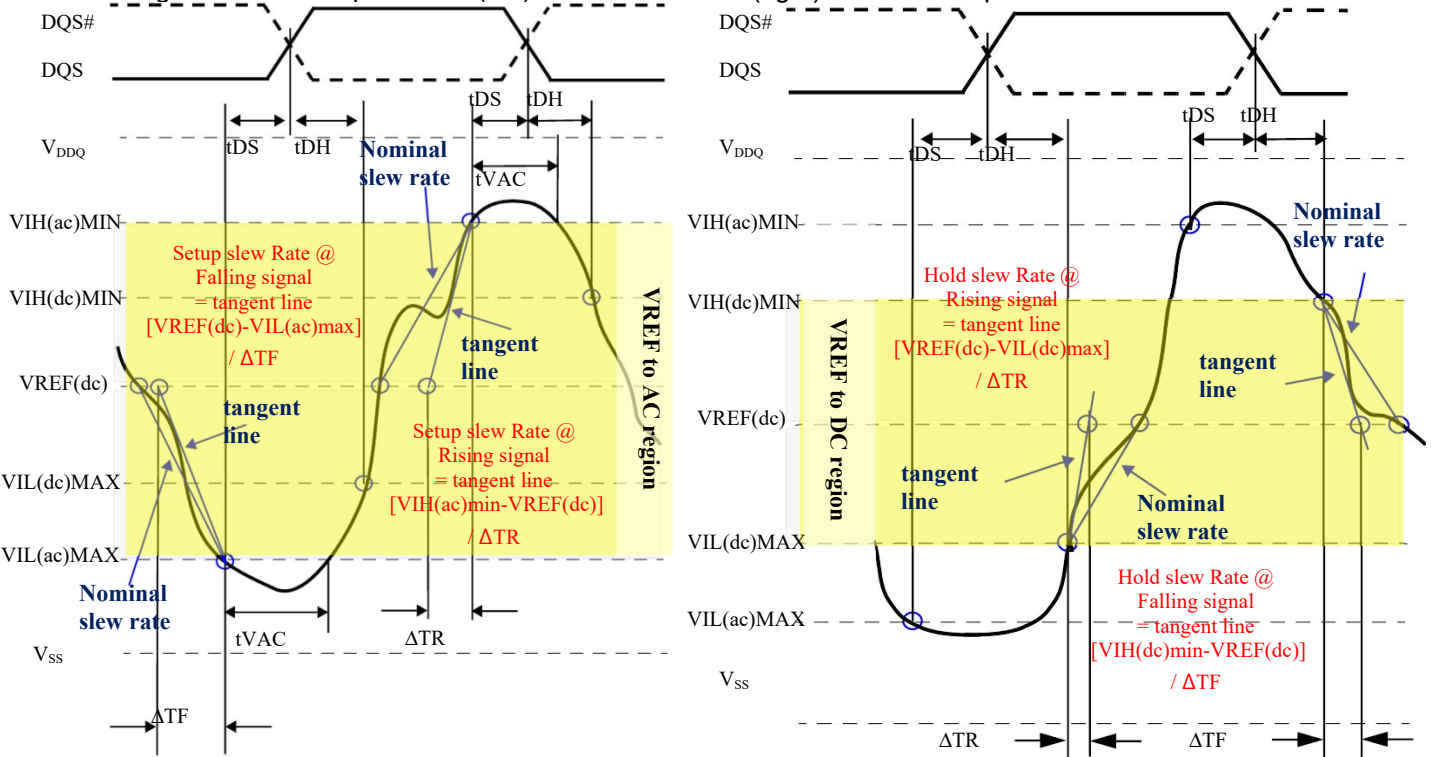 DQS#
DQS
tDS
tDH
tDS
tDH
VDDQ
Nominal
slew rate
tVAC
VIH(ac)MIN
Setup slew Rate @
Falling signal
= tangent line
[VREF(dc)-VIL(ac)max]
/ ΔTF
VIH(dc)MIN
tangent
line
VREF(dc)
tangent
line
Setup slew Rate @
Rising signal
= tangent line
[VIH(ac)min-VREF(dc)]
/ ΔTR
VREF to AC region
VIL(dc)MAX
VIL(ac)MAX
Nominal
slew rate
tVAC
ΔTR
VSS
ΔTF
DQS#
DQS
tDS
tDH
tDS
tDH
VDDQ
VIH(ac)MIN
Nominal
slew rate
Hold slew Rate @
Rising signal
= tangent line
[VREF(dc)-VIL(dc)max]
/ ΔTR
VIH(dc)MIN
VREF to DC region
tangent
line
VREF(dc)
tangent
line
Nominal
slew rate
VIL(dc)MAX
Hold slew Rate @
Falling signal
= tangent line
[VIH(dc)min-VREF(dc)]
/ ΔTF
VIL(ac)MAX
VSS
ΔTR
ΔTF